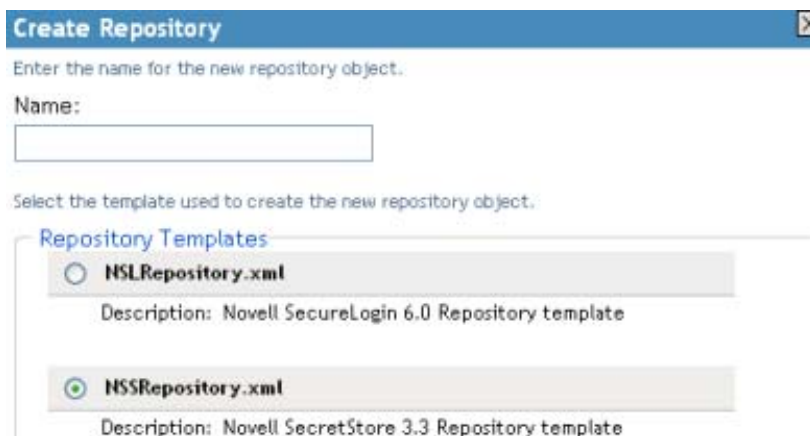 Create Repository
Enter the name for the new repository object.
Name:
Select the template used to create the new repository object.
Repository Templates
NSLRepository.xml
Description: Novell SecureLogin 6.0 Repository template
NSSRepository.xml
Description: Novell SecretStore 3.3 Repository template